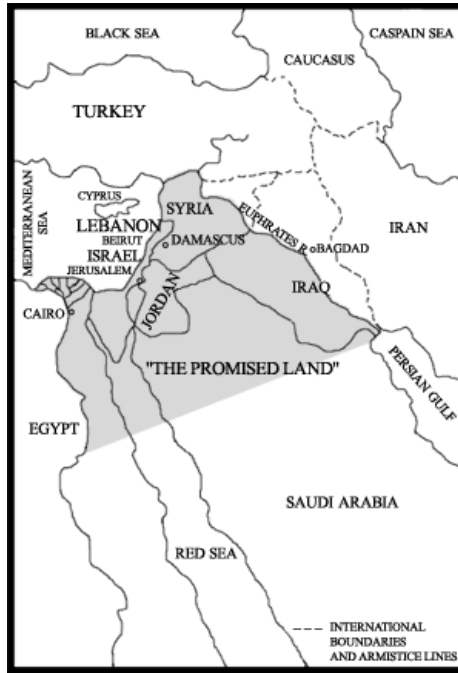 BLACK SEA
CASPAIN SEA
CAUCASUS
TURKEY
MEDITERRANEAN
SEA
CYPRUS
SYRIA
LEBANON
BEIRUT
DAMASCUS
ISRAEL
JERUSALEM
EUPHRATES R.
BAGDAD
IRAN
IRAQ
JORDAN
CAIRO
"THE PROMISED LAND"
PERSIAN GULF
EGYPT
SAUDI ARABIA
RED SEA
INTERNATIONAL
BOUNDARIES
AND ARMISTICE LINES